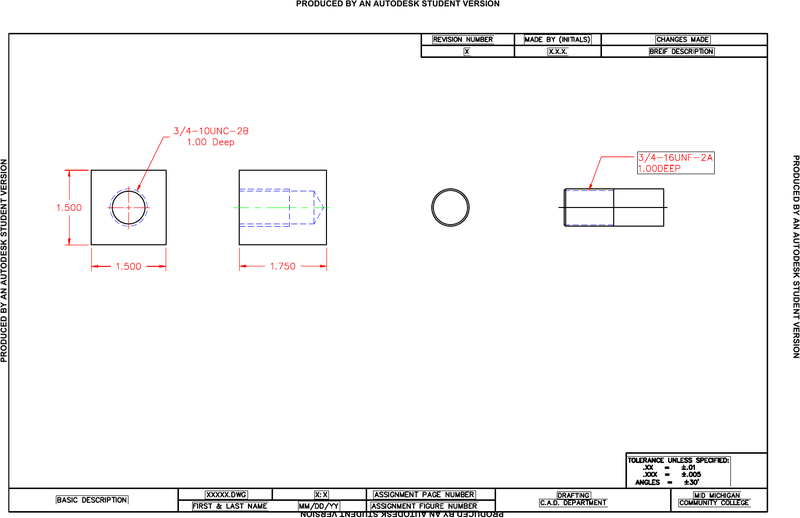 PRODUCED BY AN AUTODESK STUDENT VERSION
REVISION NUMBER
MADE BY (INITIALS)
CHANGES MADE
X
X.X.X.
BREIF DESCRIPTION
3/4-10UNC-2B
1.00 Deep
3/4-16UNF-2A
1.00DEEP
1.500
1.500
1.750
PRODUCED BY AN AUTODESK STUDENT VERSION
PRODUCED BY AN AUTODESK STUDENT VERSION
TOLERANCE UNLESS SPECIFIED:
.XX = ±.01
.XXX = ±.005
ANGLES = ±30'
BASIC DESCRIPTION
XXXXX.DWG
X:X
ASSIGNMENT PAGE NUMBER
DRAFTING
MID MICHIGAN
FIRST & LAST NAME
MM/DD/YY
ASSIGNMENT FIGURE NUMBER
C.A.D. DEPARTMENT
COMMUNITY COLLEGE
PRODUCED BY AN AUTODESK STUDENT VERSION